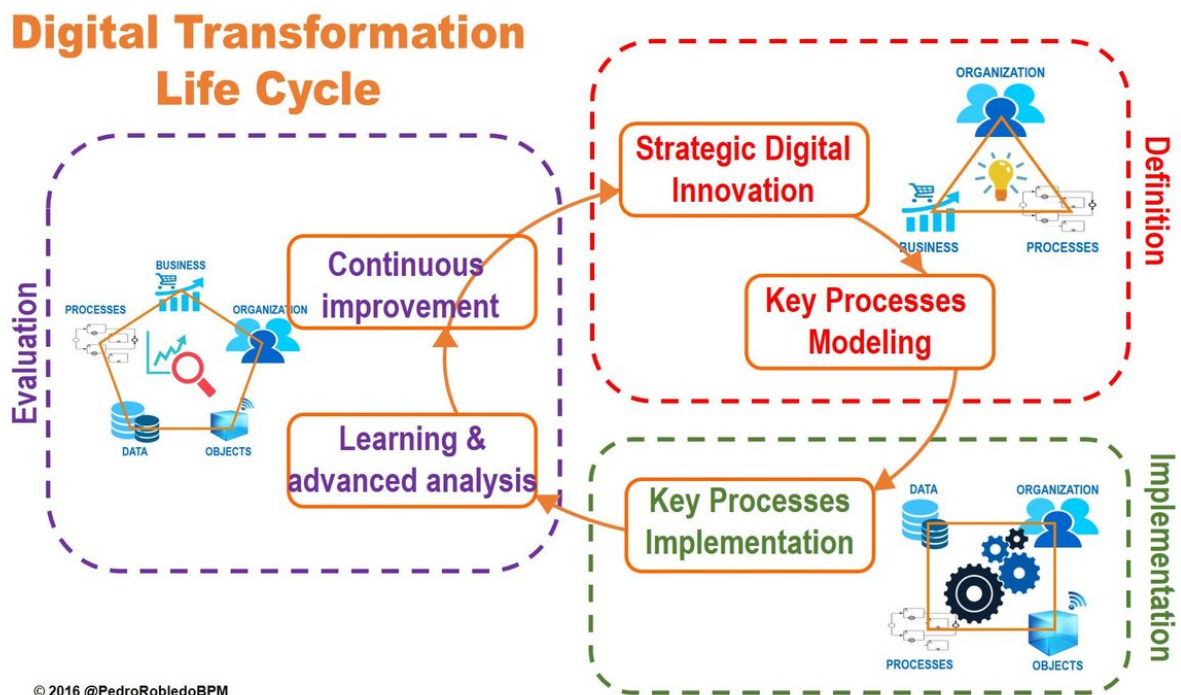 Digital Transformation
Life Cycle
ORGANIZATION
BUSINESS
PROCESSES
Strategic Digital
Innovation
Key Processes
Modeling
Definition
Evaluation
BUSINESS
PROCESSES
ORGANIZATION
DATA
OBJECTS
Continuous
improvement
Learning &
advanced analysis
Key Processes
Implementation
DATA
ORGANIZATION
PROCESSES
OBJECTS
Implementation
© 2016 @PedroRobledoBPM